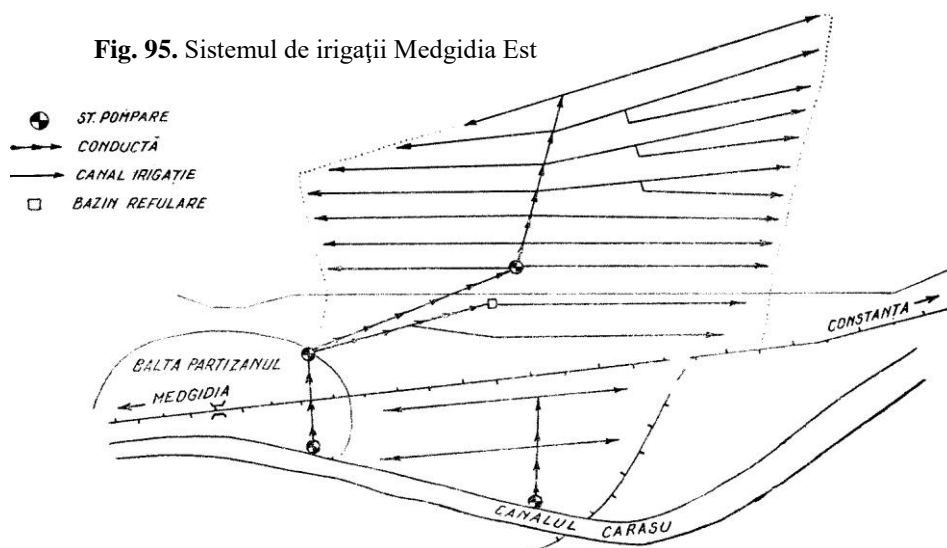 Fig. 95. Sistemul de irigaţii Medgidia Est
ST. POMPARE
CONDUCTĂ
CANAL IRIGAŢIE
BAZIN REFULARE
CONSTANŢA
BALTA PARTIZANUL
MEDGIDIA
CANALUL CARASU